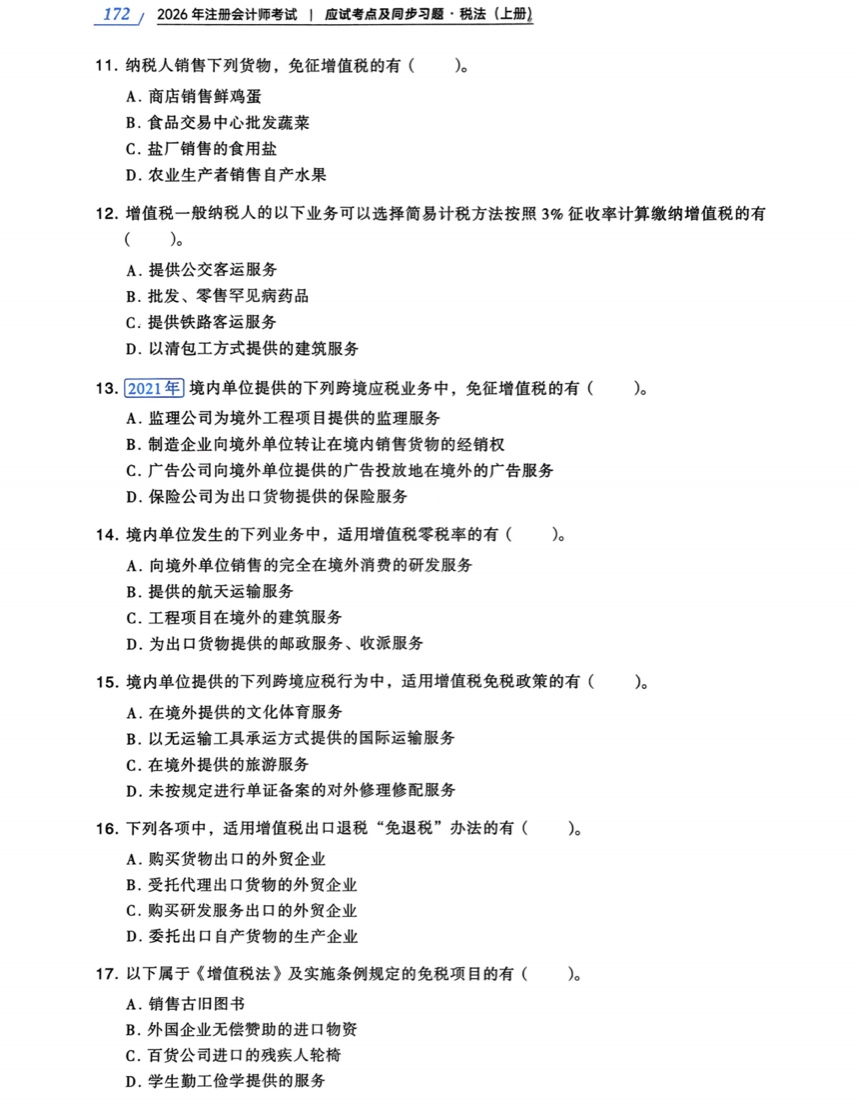 172 / 2026年注册会计师考试 | 应试考点及同步习题·税法（上册）
11. 纳税人销售下列货物，免征增值税的有（　　）。
A. 商店销售鲜鸡蛋
B. 食品交易中心批发蔬菜
C. 盐厂销售的食用盐
D. 农业生产者销售自产水果
12. 增值税一般纳税人的以下业务可以选择简易计税方法按照 3% 征收率计算缴纳增值税的有
（　　）。
A. 提供公交客运服务
B. 批发、零售罕见病药品
C. 提供铁路客运服务
D. 以清包工方式提供的建筑服务
13. 2021年 境内单位提供的下列跨境应税业务中，免征增值税的有（　　）。
A. 监理公司为境外工程项目提供的监理服务
B. 制造企业向境外单位转让在境内销售货物的经销权
C. 广告公司向境外单位提供的广告投放地在境外的广告服务
D. 保险公司为出口货物提供的保险服务
14. 境内单位发生的下列业务中，适用增值税零税率的有（　　）。
A. 向境外单位销售的完全在境外消费的研发服务
B. 提供的航天运输服务
C. 工程项目在境外的建筑服务
D. 为出口货物提供的邮政服务、收派服务
15. 境内单位提供的下列跨境应税行为中，适用增值税免税政策的有（　　）。
A. 在境外提供的文化体育服务
B. 以无运输工具承运方式提供的国际运输服务
C. 在境外提供的旅游服务
D. 未按规定进行单证备案的对外修理修配服务
16. 下列各项中，适用增值税出口退税“免退税”办法的有（　　）。
A. 购买货物出口的外贸企业
B. 受托代理出口货物的外贸企业
C. 购买研发服务出口的外贸企业
D. 委托出口自产货物的生产企业
17. 以下属于《增值税法》及实施条例规定的免税项目的有（　　）。
A. 销售古旧图书
B. 外国企业无偿赞助的进口物资
C. 百货公司进口的残疾人轮椅
D. 学生勤工俭学提供的服务